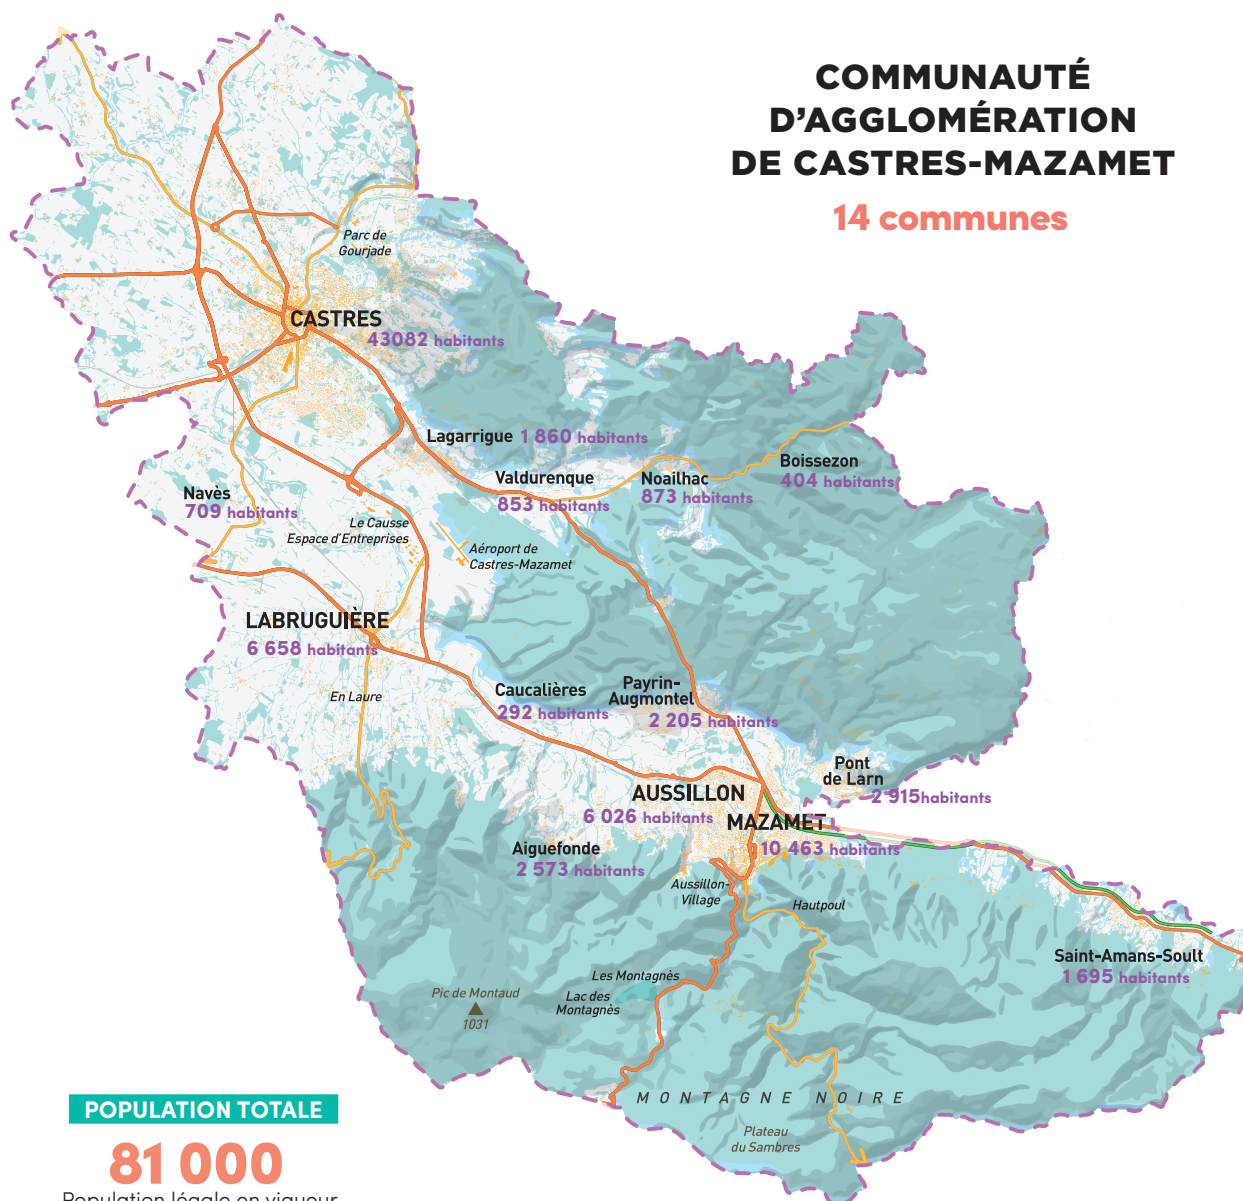 COMMUNAUTÉ
D'AGGLOMÉRATION
DE CASTRES-MAZAMET
14 communes
Parc de
Gourjade
CASTRES
43082 habitants
Lagarrigue 1 860 habitants
Valdurenque
853 habitants
Noailhac
873 habitants
Boissezon
404 habitants
Navès
709 habitants
Le Causse
Espace d'Entreprises
Aéroport de
Castres-Mazamet
LABRUGUIÈRE
6 658 habitants
En Laure
Caucalières
292 habitants
Payrin-
Augmontel
2 205 habitants
Pont
de Larn
2 915habitants
AUSSILLON
6 026 habitants
MAZAMET
10 463 habitants
Aiguefonde
2 573 habitants
Aussillon-
Village
Hautpoul
Saint-Amans-Soult
1 695 habitants
Les Montagnès
Lac des
Montagnès
Pic de Montaud
1031
MONTAGNE NOIRE
Plateau
du Sambres
POPULATION TOTALE
81 000
Population légale en vigueur